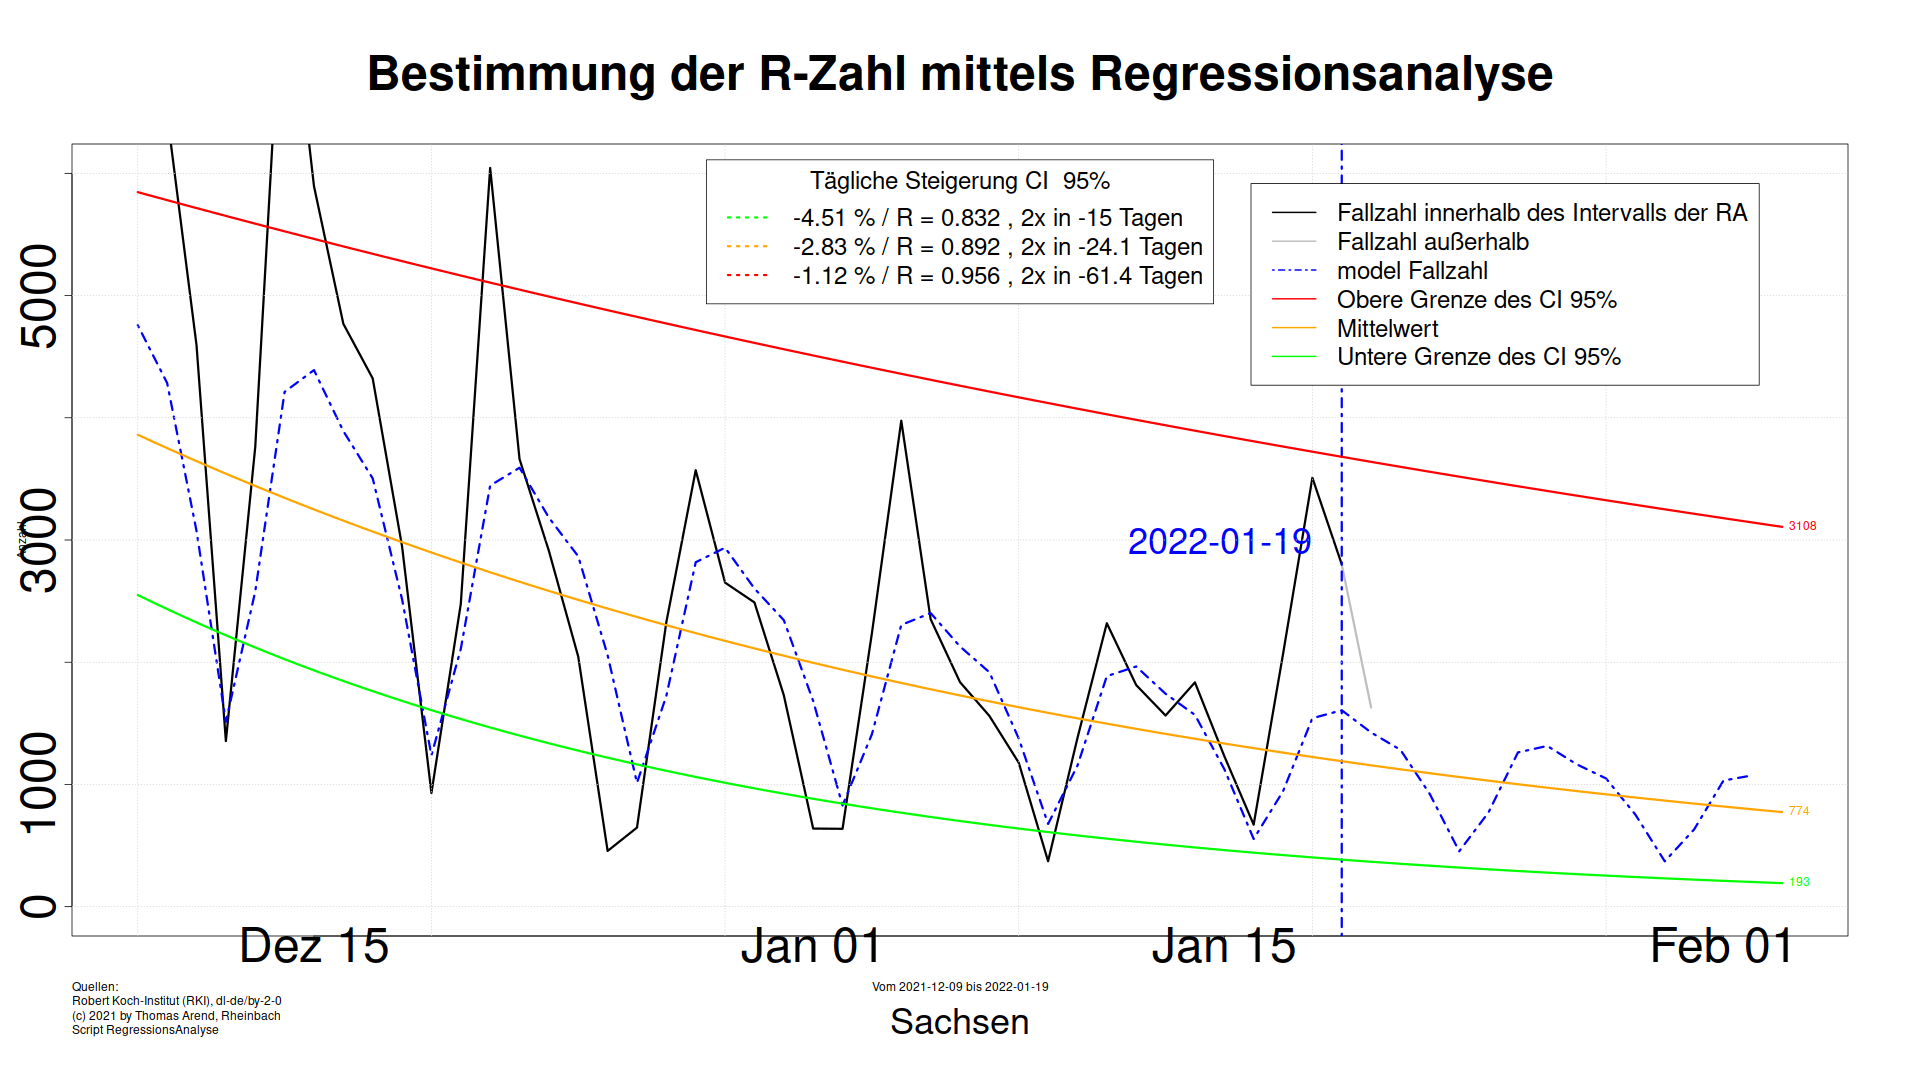 Bestimmung der R-Zahl mittels Regressionsanalyse
Tägliche Steigerung CI  95%
-4.51 % / R = 0.832 , 2x in -15 Tagen
-2.83 % / R = 0.892 , 2x in -24.1 Tagen
-1.12 % / R = 0.956 , 2x in -61.4 Tagen
Fallzahl innerhalb des Intervalls der RA
Fallzahl außerhalb
model Fallzahl
Obere Grenze des CI 95%
Mittelwert
Untere Grenze des CI 95%
5000
3000
1000
0
Anzahl
2022-01-19
3108
774
193
Dez 15
Jan 01
Jan 15
Feb 01
Quellen:
Robert Koch-Institut (RKI), dl-de/by-2-0
(c) 2021 by Thomas Arend, Rheinbach
Script RegressionsAnalyse
Vom 2021-12-09 bis 2022-01-19
Sachsen